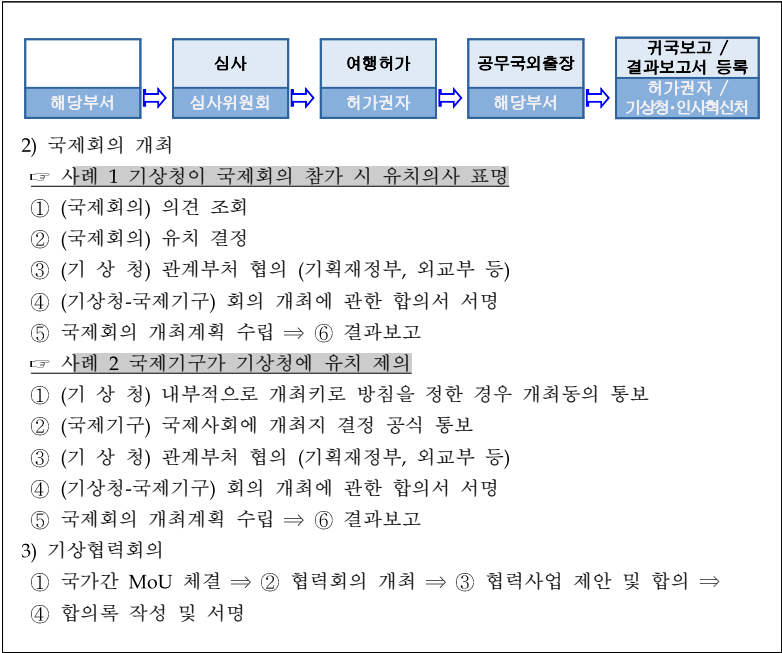 심사
여행허가
공무국외출장
귀국보고 /
결과보고서 등록
해당부서
심사위원회
허가권자
해당부서
허가권자 /
기상청·인사혁신처
2) 국제회의 개최
☞ 사례 1 기상청이 국제회의 참가 시 유치의사 표명
① (국제회의) 의견 조회
② (국제회의) 유치 결정
③ (기 상 청) 관계부처 협의 (기획재정부, 외교부 등)
④ (기상청-국제기구) 회의 개최에 관한 합의서 서명
⑤ 국제회의 개최계획 수립 ⇒ ⑥ 결과보고
☞ 사례 2 국제기구가 기상청에 유치 제의
① (기 상 청) 내부적으로 개최키로 방침을 정한 경우 개최동의 통보
② (국제기구) 국제사회에 개최지 결정 공식 통보
③ (기 상 청) 관계부처 협의 (기획재정부, 외교부 등)
④ (기상청-국제기구) 회의 개최에 관한 합의서 서명
⑤ 국제회의 개최계획 수립 ⇒ ⑥ 결과보고
3) 기상협력회의
① 국가간 MoU 체결 ⇒ ② 협력회의 개최 ⇒ ③ 협력사업 제안 및 합의 ⇒
④ 합의록 작성 및 서명